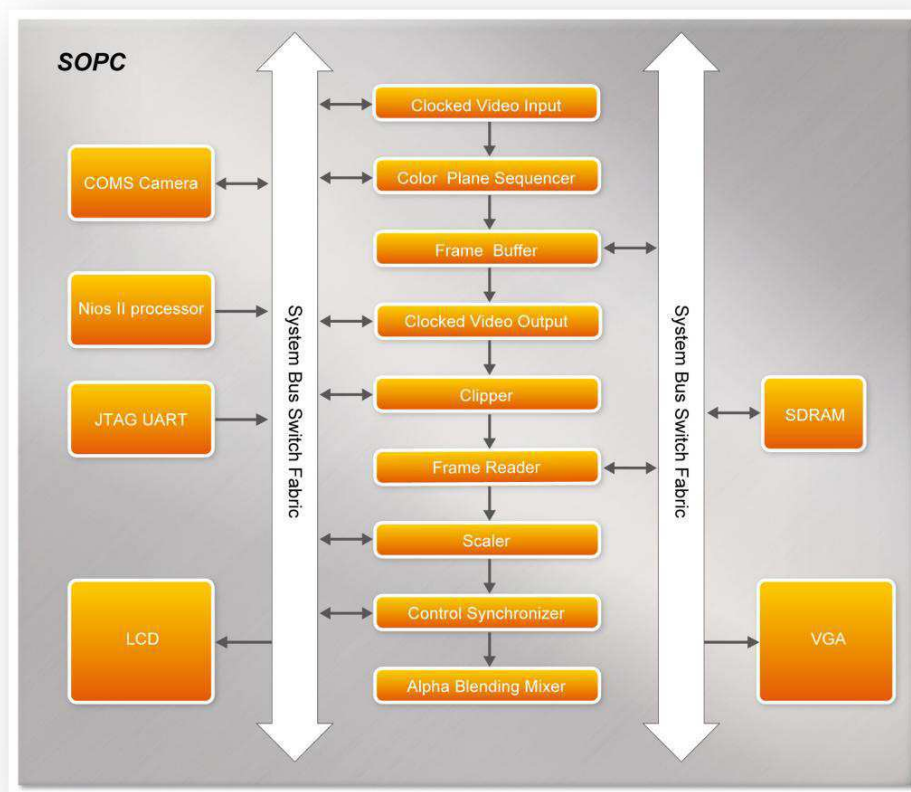 SOPC
Clocked Video Input
COMS Camera
Color Plane Sequencer
Frame Buffer
Nios II processor
System Bus Switch Fabric
Clocked Video Output
System Bus Switch Fabric
JTAG UART
Clipper
SDRAM
Frame Reader
Scaler
LCD
Control Synchronizer
VGA
Alpha Blending Mixer